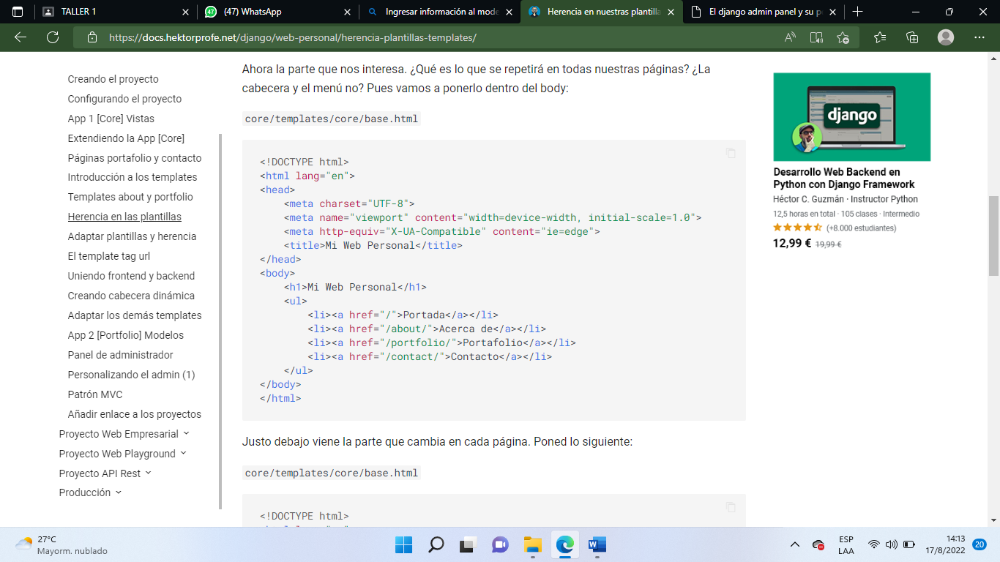 TALLER 1
(47) WhatsApp
Ingresar información al mode
Herencia en nuestras plantilla
El django admin panel y su p
https://docs.hektorprofe.net/django/web-personal/herencia-plantillas-templates/
Creando el proyecto
Configurando el proyecto
App 1 [Core] Vistas
Extendiendo la App [Core]
Páginas portafolio y contacto
Introducción a los templates
Templates about y portfolio
Herencia en las plantillas
Adaptar plantillas y herencia
El template tag url
Uniendo frontend y backend
Creando cabecera dinámica
Adaptar los demás templates
App 2 [Portfolio] Modelos
Panel de administrador
Personalizando el admin (1)
Patrón MVC
Añadir enlace a los proyectos
Proyecto Web Empresarial
Proyecto Web Playground
Proyecto API Rest
Producción
Ahora la parte que nos interesa. ¿Qué es lo que se repetirá en todas nuestras páginas? ¿La
cabecera y el menú no? Pues vamos a ponerlo dentro del body:
core/templates/core/base.html
<!DOCTYPE html>
<html lang="en">
<head>
    <meta charset="UTF-8">
    <meta name="viewport" content="width=device-width, initial-scale=1.0">
    <meta http-equiv="X-UA-Compatible" content="ie=edge">
    <title>Mi Web Personal</title>
</head>
<body>
    <h1>Mi Web Personal</h1>
    <ul>
        <li><a href="/">Portada</a></li>
        <li><a href="/about/">Acerca de</a></li>
        <li><a href="/portfolio/">Portafolio</a></li>
        <li><a href="/contact/">Contacto</a></li>
    </ul>
</body>
</html>
Justo debajo viene la parte que cambia en cada página. Poned lo siguiente:
core/templates/core/base.html
<!DOCTYPE html>
django
Desarrollo Web Backend en
Python con Django Framework
Héctor C. Guzmán · Instructor Python
12,5 horas en total · 105 clases · Intermedio
(+8.000 estudiantes)
12,99 € 19,99 €
27°C
Mayorm. nublado
ESP
LAA
14:13
17/8/2022
20